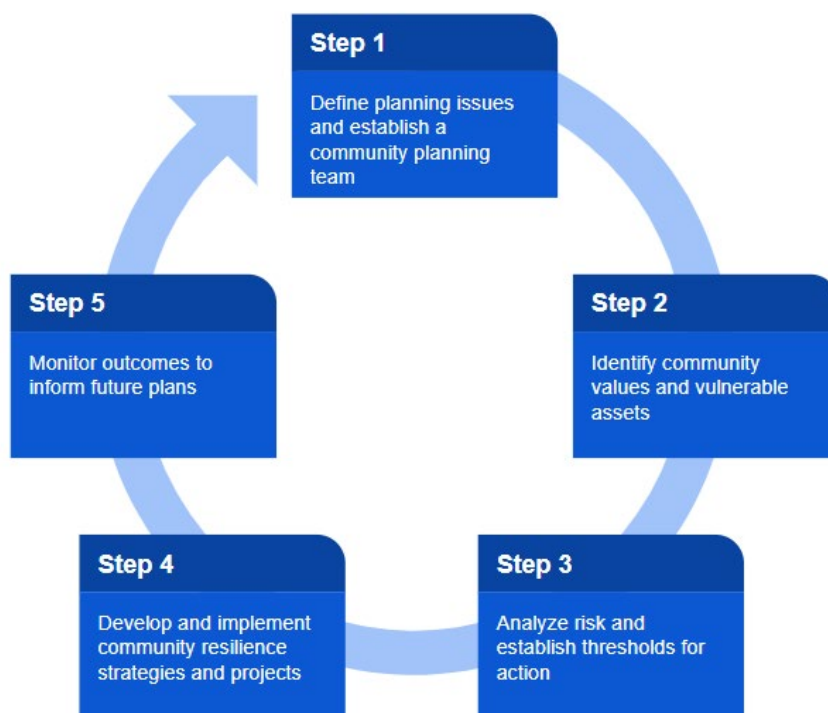 Step 1
Define planning issues
and establish a
community planning
team
Step 2
Identify community
values and vulnerable
assets
Step 3
Analyze risk and
establish thresholds for
action
Step 4
Develop and implement
community resilience
strategies and projects
Step 5
Monitor outcomes to
inform future plans